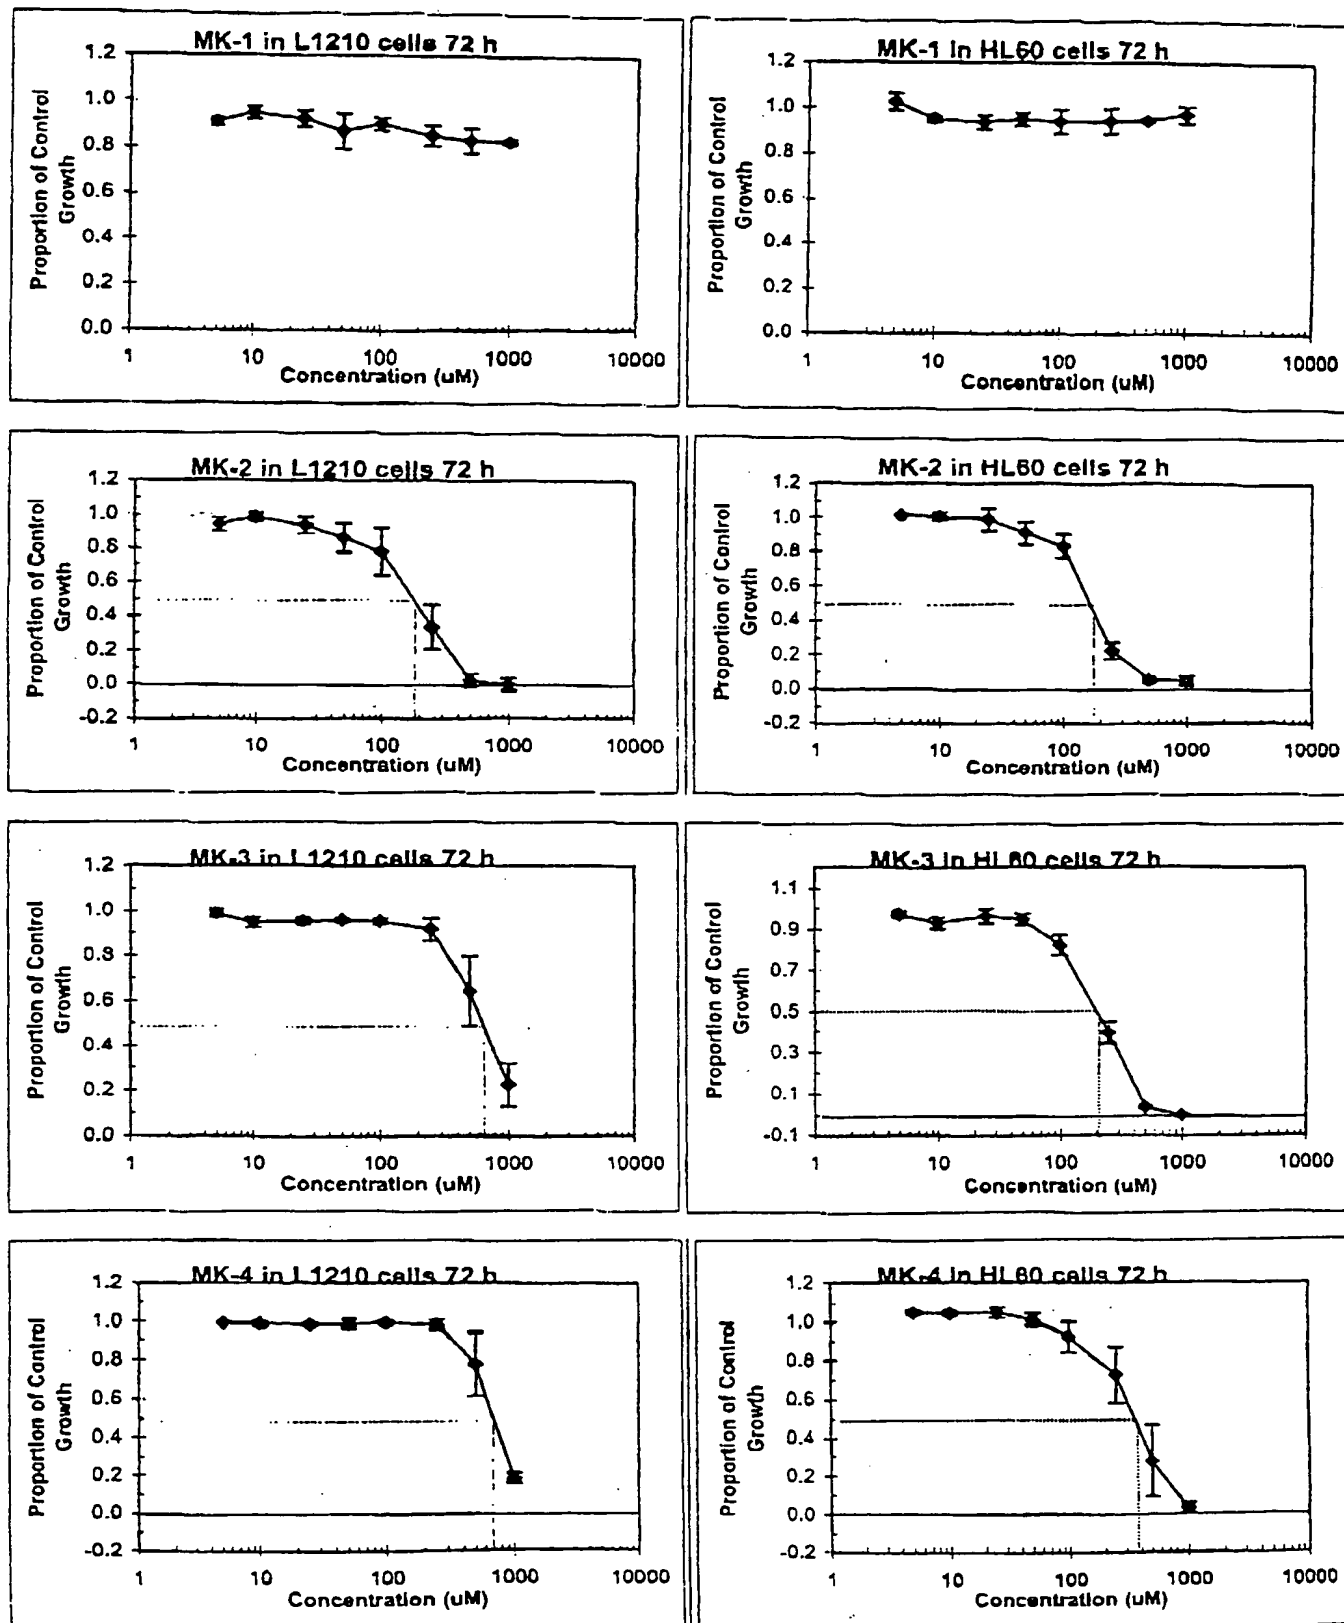 MK-1 in L1210 cells 72 h
Proportion of Control
Growth
1.2
1.0
0.8
0.6
0.4
0.2
0.0
1 10 100 1000 10000
Concentration (uM)
MK-1 in HL60 cells 72 h
Proportion of Control
Growth
1.2
1.0
0.8
0.6
0.4
0.2
0.0
1 10 100 1000 10000
Concentration (uM)
MK-2 in L1210 cells 72 h
Proportion of Control
Growth
1.2
1.0
0.8
0.6
0.4
0.2
0.0
-0.2
1 10 100 1000 10000
Concentration (uM)
MK-2 in HL60 cells 72 h
Proportion of Control
Growth
1.2
1.0
0.8
0.6
0.4
0.2
0.0
-0.2
1 10 100 1000 10000
Concentration (uM)
MK-3 in L1210 cells 72 h
Proportion of Control
Growth
1.2
1.0
0.8
0.6
0.4
0.2
0.0
1 10 100 1000 10000
Concentration (uM)
MK-3 in HL60 cells 72 h
Proportion of Control
Growth
1.1
0.9
0.7
0.5
0.3
0.1
-0.1
1 10 100 1000 10000
Concentration (uM)
MK-4 in L1210 cells 72 h
Proportion of Control
Growth
1.2
1.0
0.8
0.6
0.4
0.2
0.0
-0.2
1 10 100 1000 10000
Concentration (uM)
MK-4 in HL60 cells 72 h
Proportion of Control
Growth
1.2
1.0
0.8
0.6
0.4
0.2
0.0
-0.2
1 10 100 1000 10000
Concentration (uM)